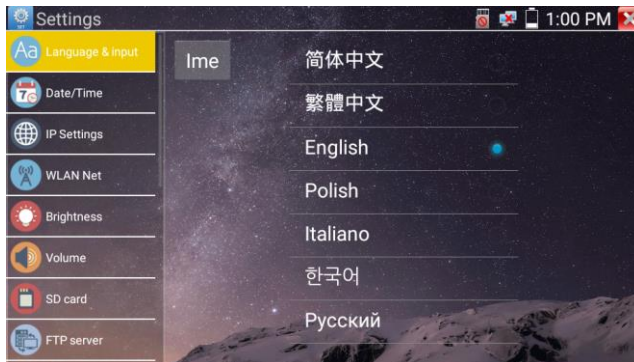 Settings
1:00 PM
Language & input
Date/Time
IP Settings
WLAN Net
Brightness
Volume
SD card
FTP server
Ime
简体中文
繁體中文
English
Polish
Italiano
한국어
Русский